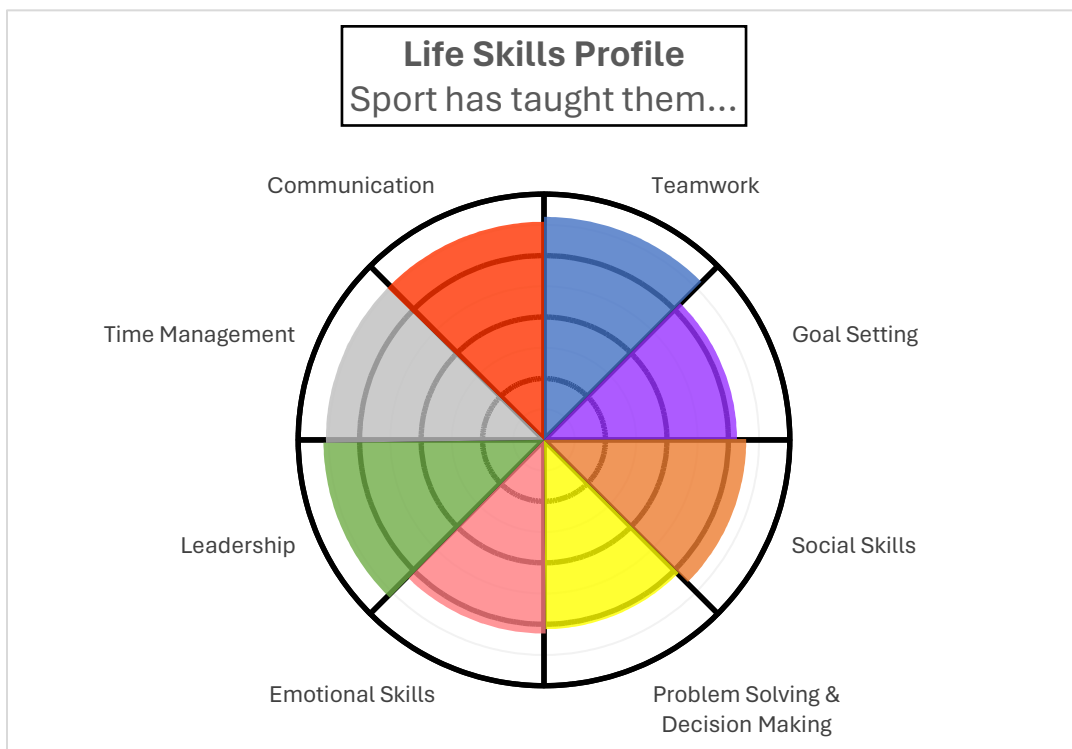 Life Skills Profile
Sport has taught them...
Communication
Teamwork
Time Management
Goal Setting
Leadership
Social Skills
Emotional Skills
Problem Solving &
Decision Making